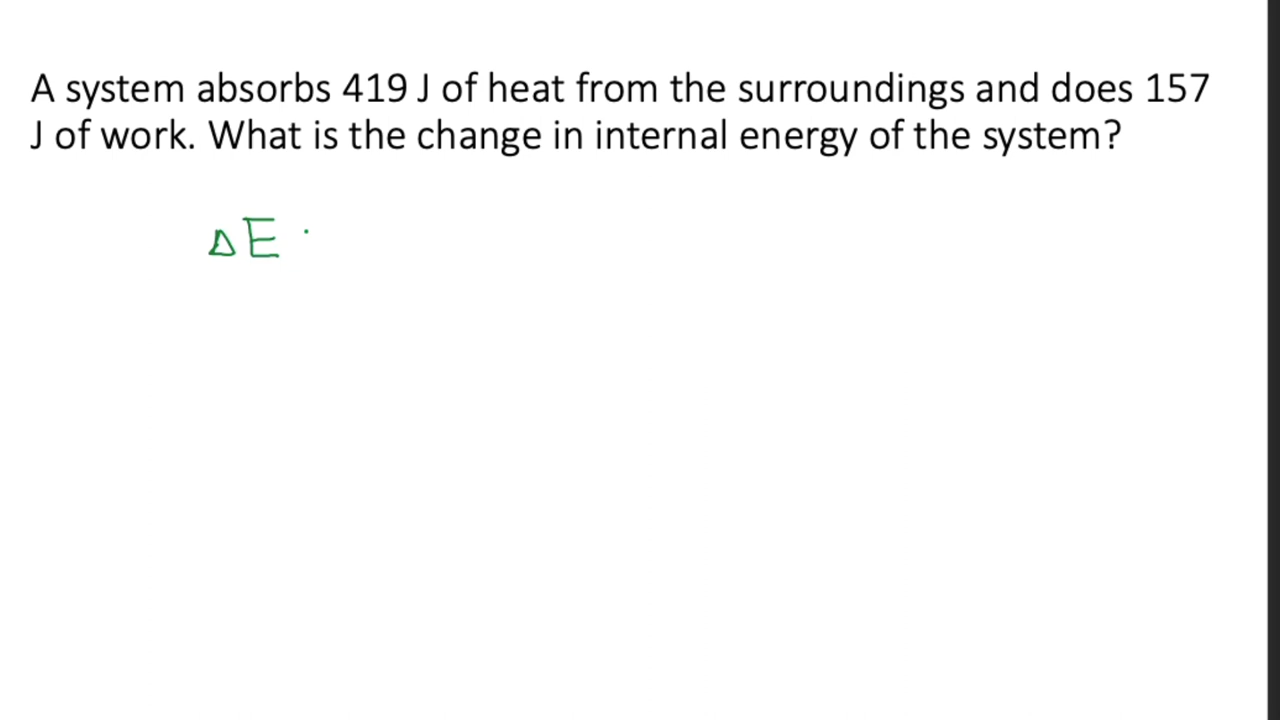 A system absorbs 419 J of heat from the surroundings and does 157
J of work. What is the change in internal energy of the system?
ΔE